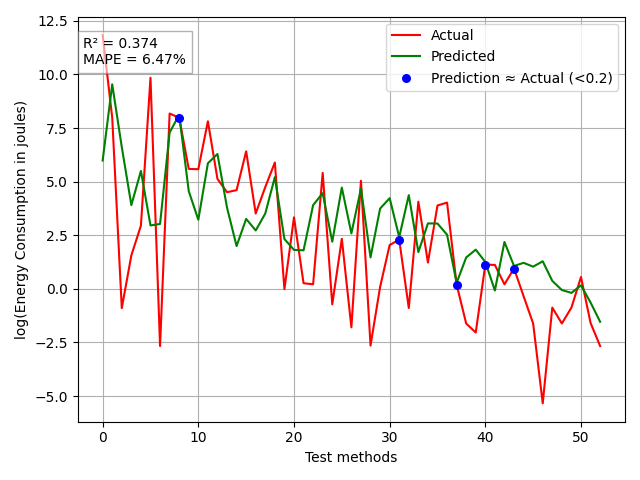 R² = 0.374
MAPE = 6.47%
Actual
Predicted
Prediction ≈ Actual (<0.2)
12.5
10.0
7.5
5.0
2.5
0.0
−2.5
−5.0
log(Energy Consumption in joules)
0
10
20
30
40
50
Test methods